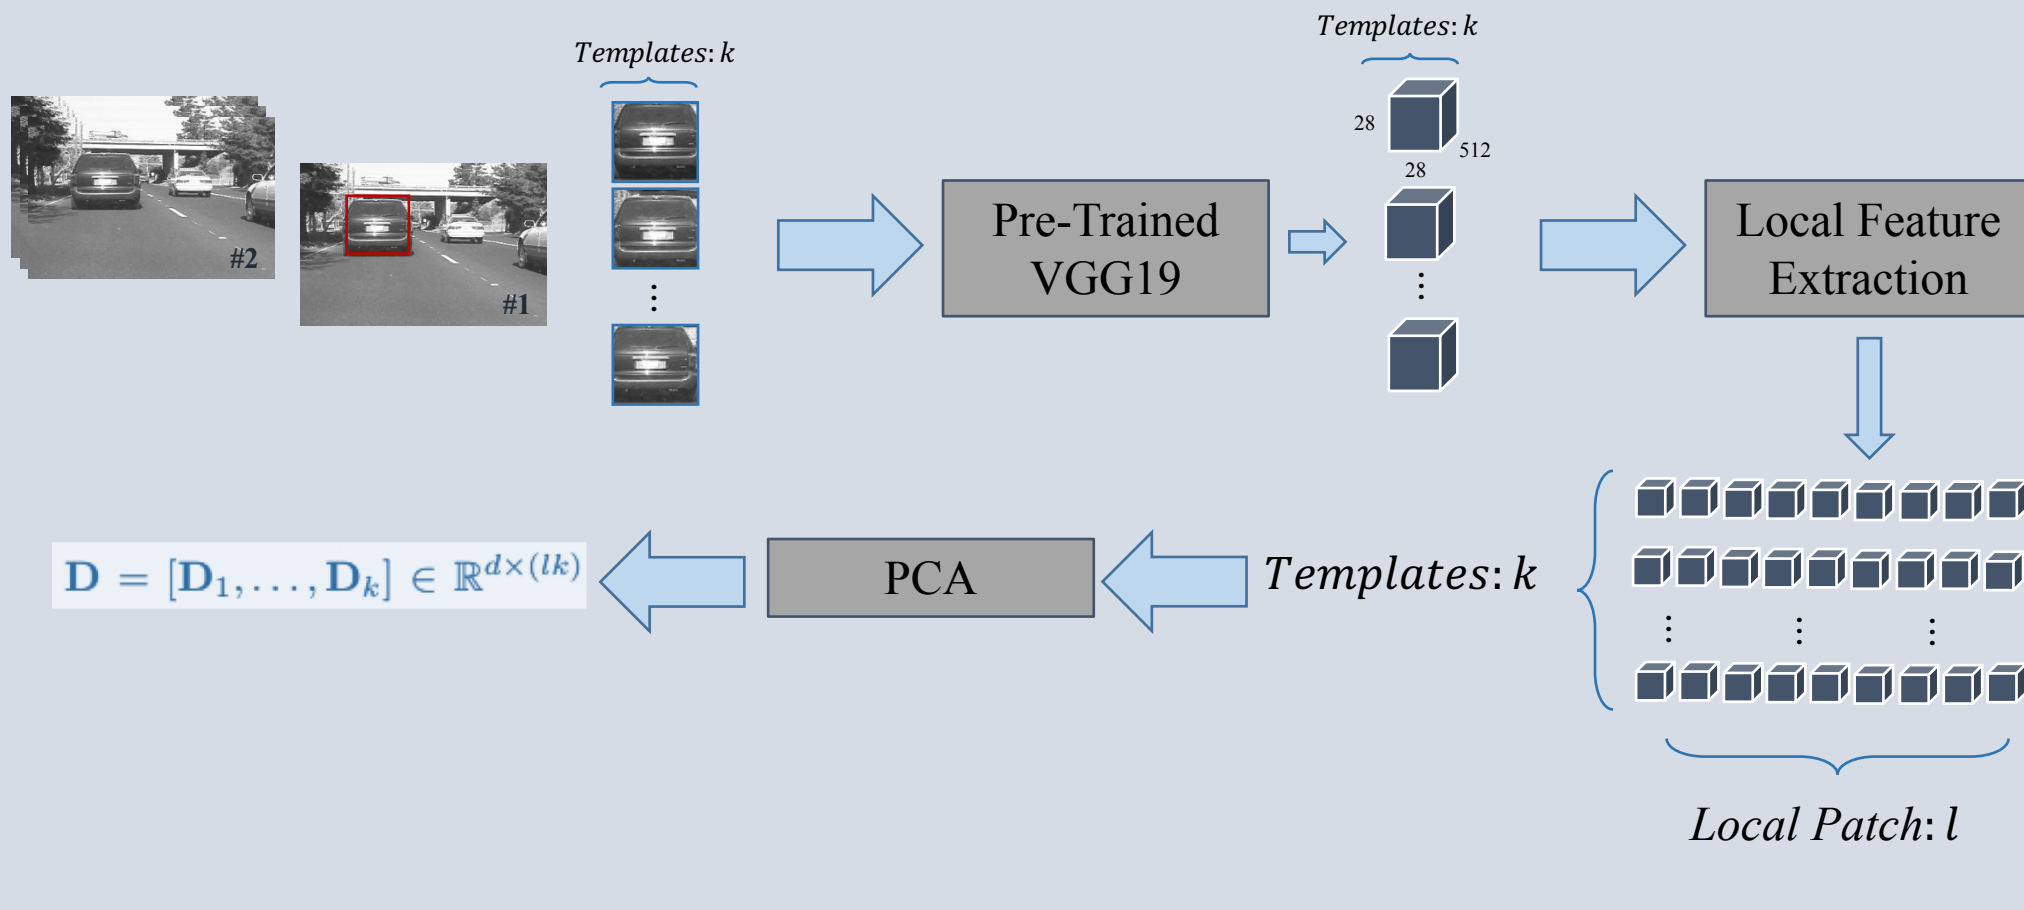 Templates: k
Templates: k
#2
#1
28
512
28
Pre-Trained
VGG19
Local Feature
Extraction
⋮
⋮
D = [D₁, . . . , Dₖ] ∈ ℝᵈˣ⁽ˡᵏ⁾
PCA
Templates: k
⋮ ⋮ ⋮
Local Patch: l